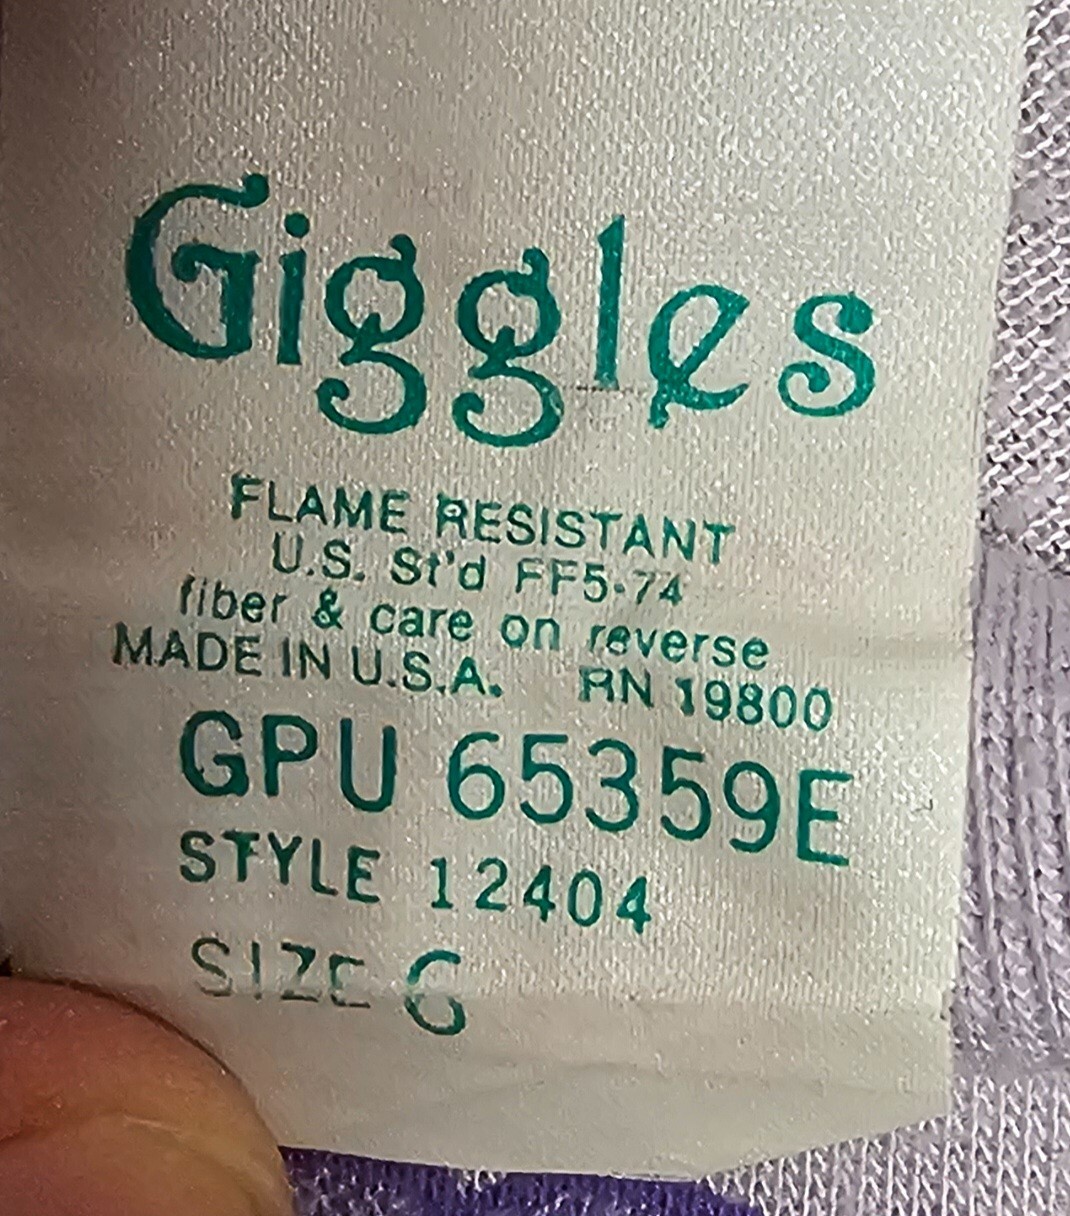 Giggles
FLAME RESISTANT
U.S. St'd FF5-74
fiber & care on reverse
MADE IN U.S.A. RN 19800
GPU 65359E
STYLE 12404
SIZE 6